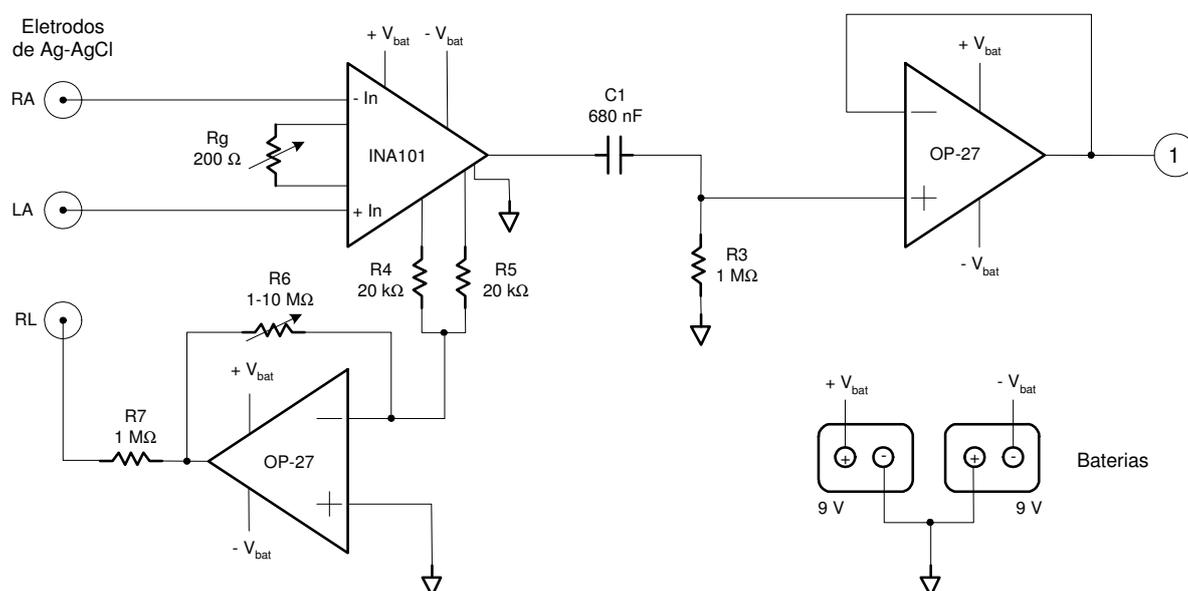 Eletrodos
de Ag-AgCl
RA
LA
RL
+ Vbat
- Vbat
- In
INA101
+ In
Rg
200 Ω
C1
680 nF
+ Vbat
−
OP-27
+
- Vbat
1
R4
20 kΩ
R5
20 kΩ
R3
1 MΩ
R6
1-10 MΩ
R7
1 MΩ
+ Vbat
−
OP-27
+
- Vbat
+ Vbat
- Vbat
+
-
+
-
9 V
9 V
Baterias